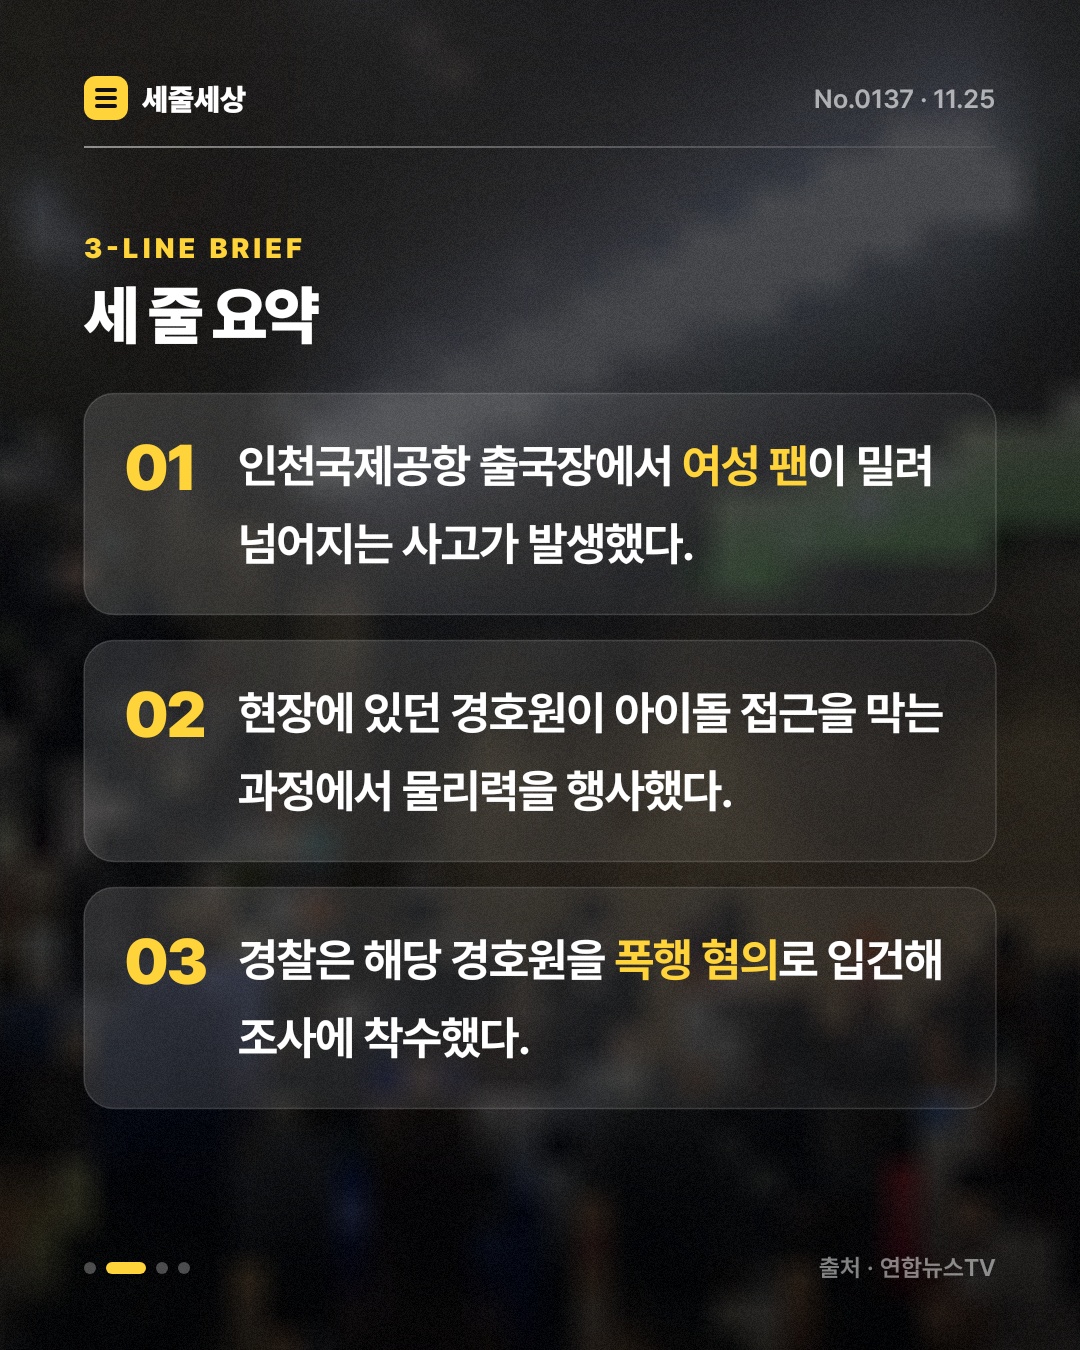 세줄세상
No.0137 · 11.25
3-LINE BRIEF
세 줄 요약
01 인천국제공항 출국장에서 여성 팬이 밀려
넘어지는 사고가 발생했다.
02 현장에 있던 경호원이 아이돌 접근을 막는
과정에서 물리력을 행사했다.
03 경찰은 해당 경호원을 폭행 혐의로 입건해
조사에 착수했다.
출처 · 연합뉴스TV